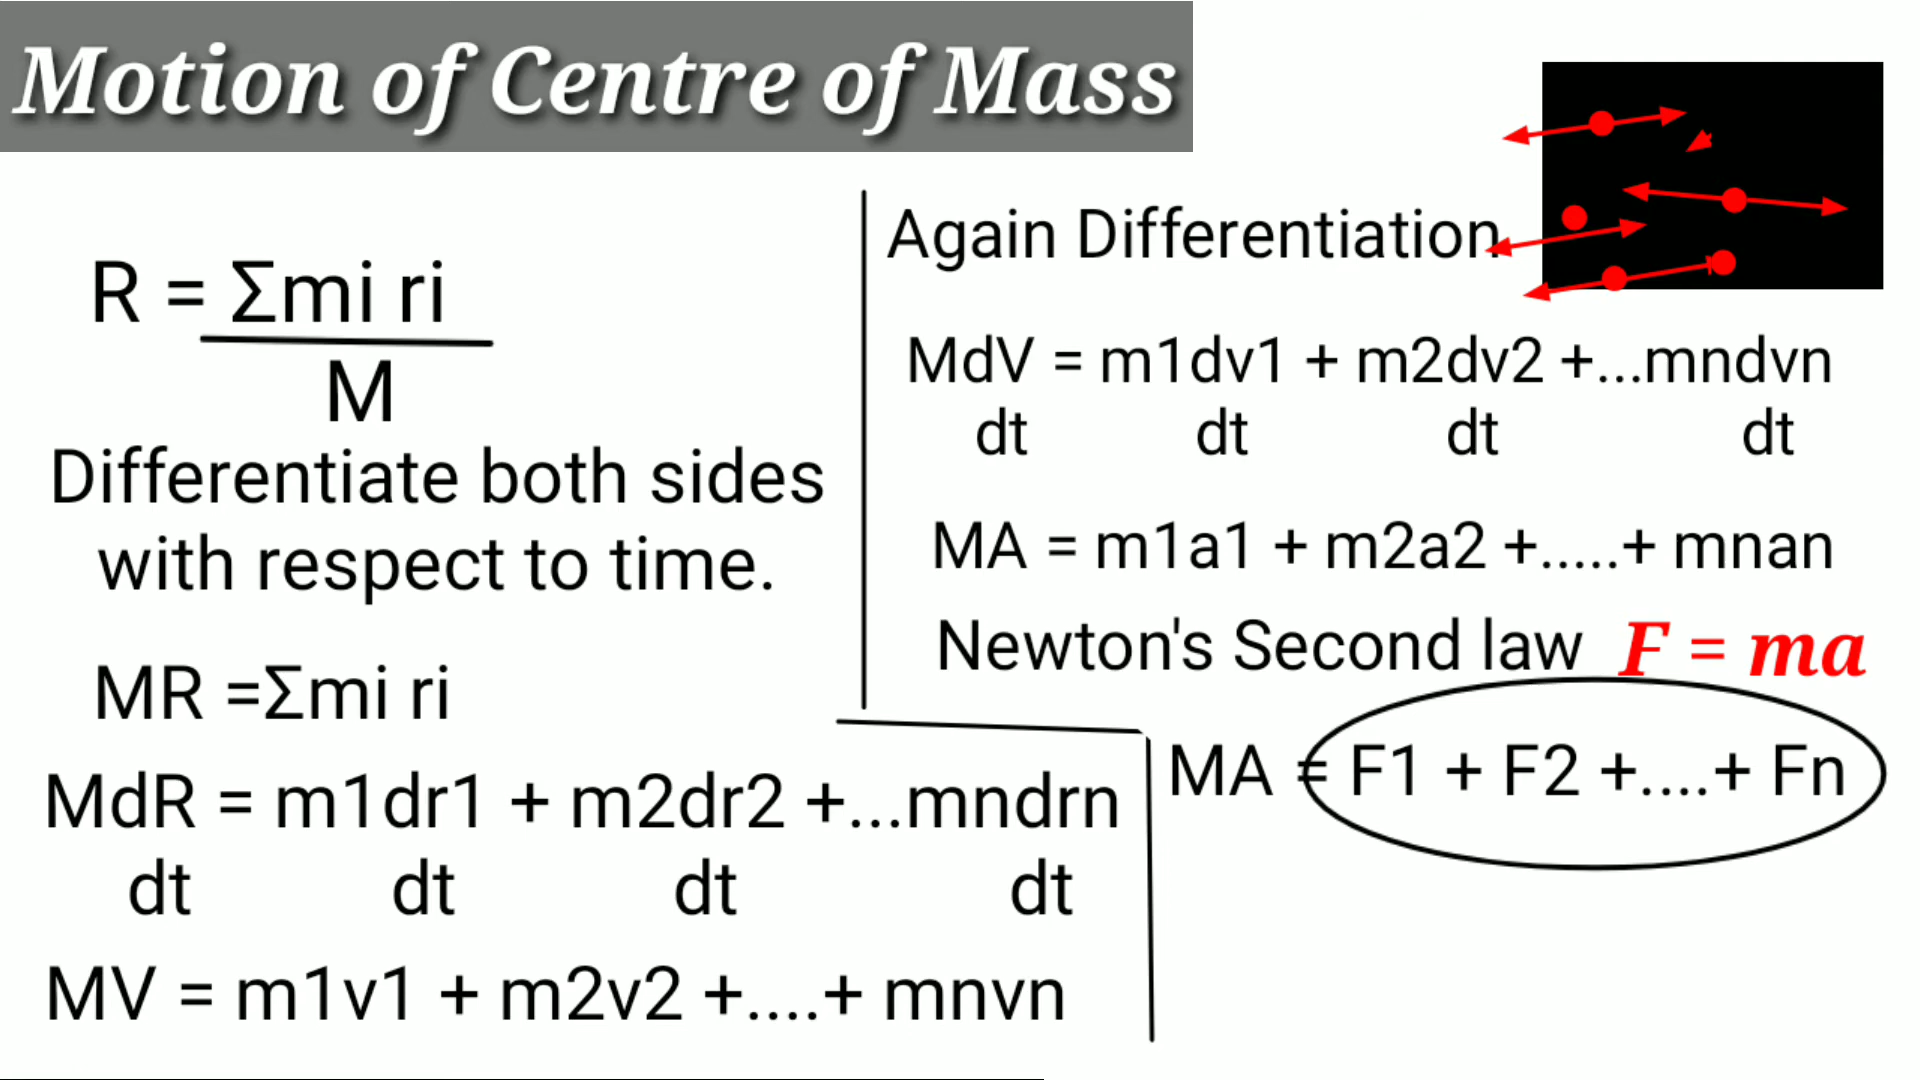 Motion of Centre of Mass
R = Σmi ri
M
Differentiate both sides
with respect to time.
MR =Σmi ri
MdR = m1dr1 + m2dr2 +...mndrn
dt dt dt dt
MV = m1v1 + m2v2 +....+ mnvn
Again Differentiation
MdV = m1dv1 + m2dv2 +...mndvn
dt dt dt dt
MA = m1a1 + m2a2 +.....+ mnan
Newton's Second law F = ma
MA = F1 + F2 +....+ Fn